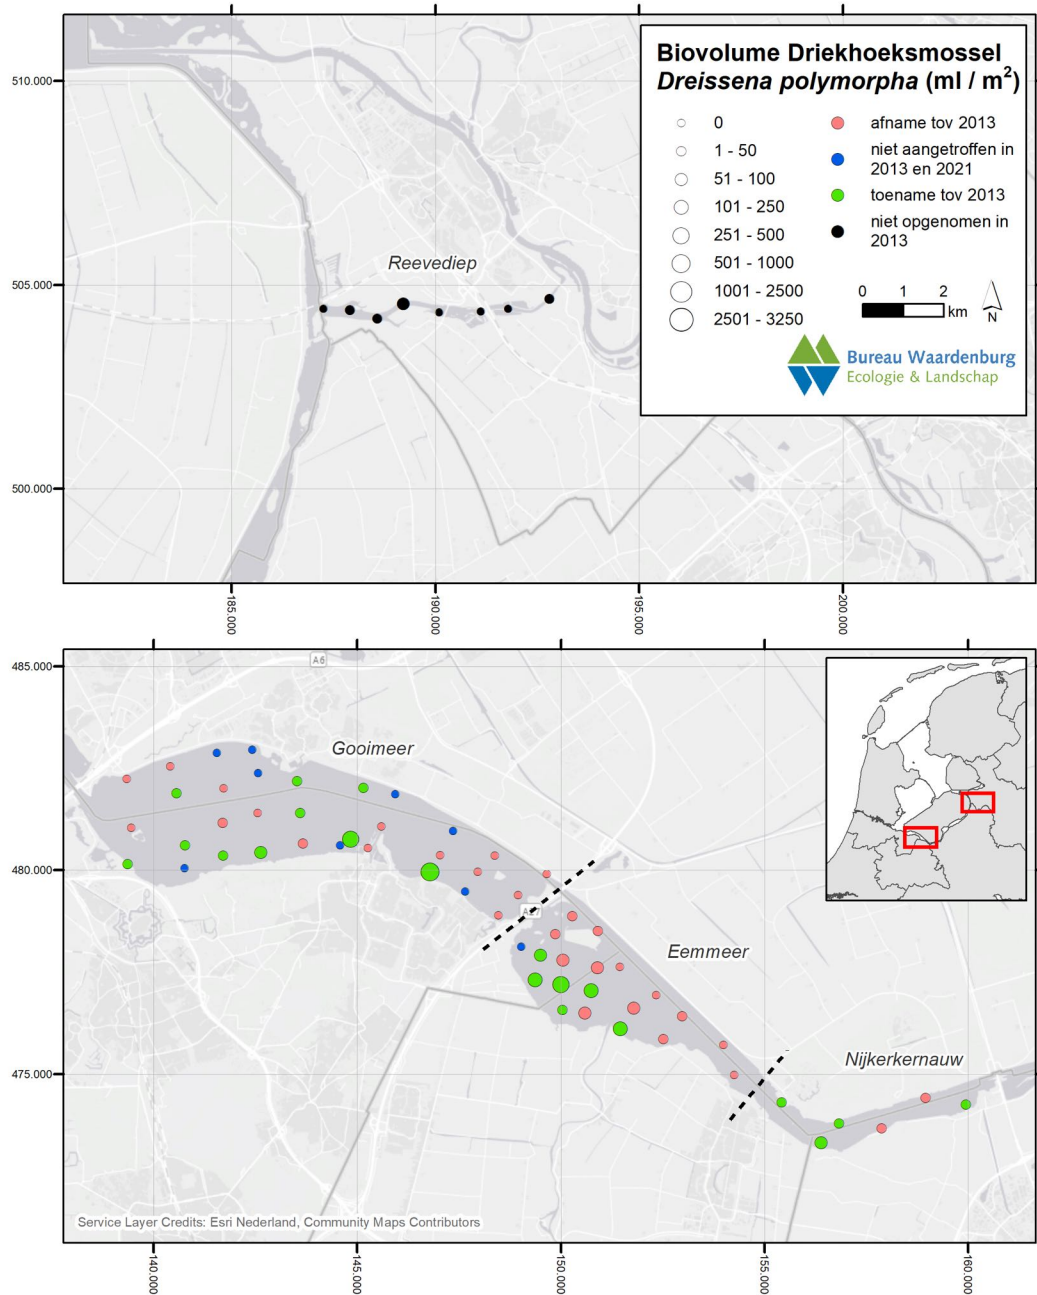 Biovolume Driekhoeksmossel
Dreissena polymorpha (ml / m²)
0
1 - 50
51 - 100
101 - 250
251 - 500
501 - 1000
1001 - 2500
2501 - 3250
afname tov 2013
niet aangetroffen in
2013 en 2021
toename tov 2013
niet opgenomen in
2013
0 1 2
km
N
Bureau Waardenburg
Ecologie & Landschap
510.000
505.000
500.000
Reevediep
185.000
190.000
195.000
200.000
485.000
480.000
475.000
A6
Gooimeer
A27
Eemmeer
Nijkerkernauw
Service Layer Credits: Esri Nederland, Community Maps Contributors
140.000
145.000
150.000
155.000
160.000